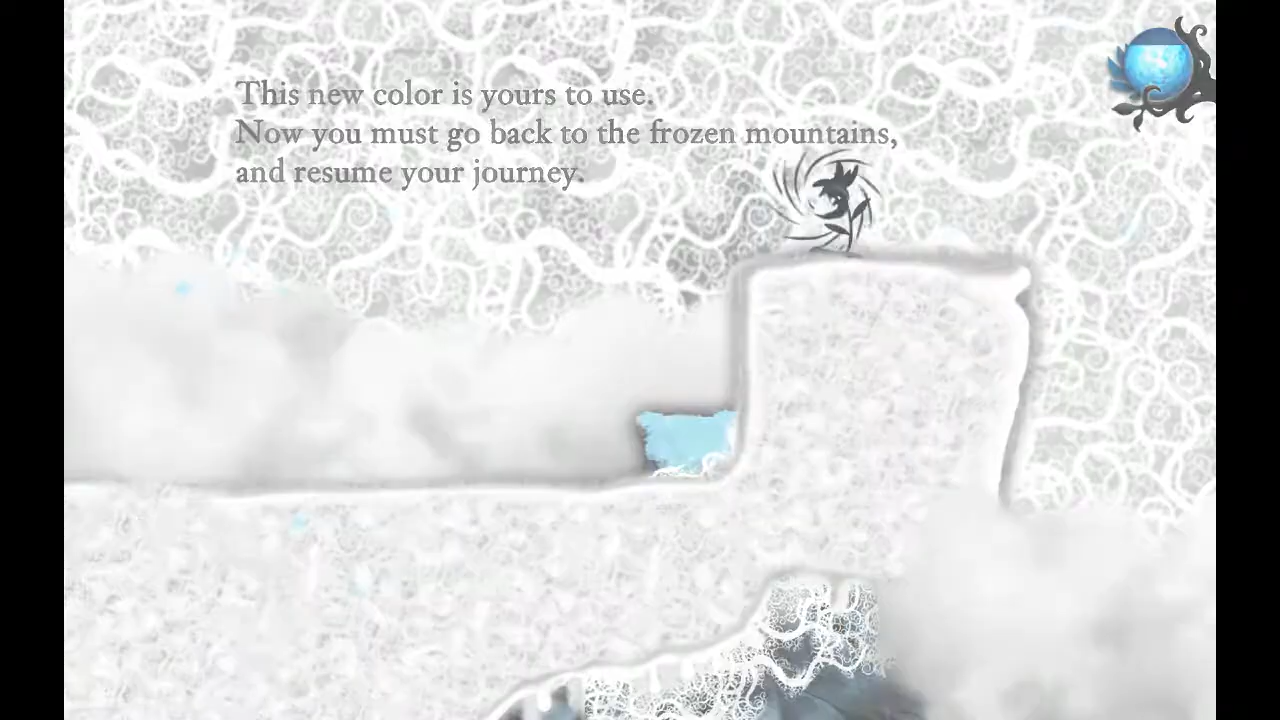 This new color is yours to use.
Now you must go back to the frozen mountains,
and resume your journey.